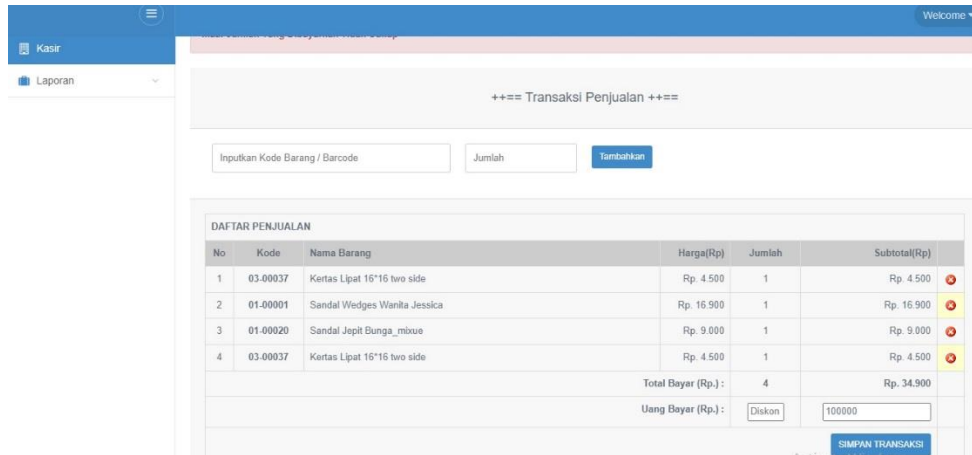 Welcome
Kasir
Laporan
++== Transaksi Penjualan ++==
Inputkan Kode Barang / Barcode Jumlah Tambahkan
DAFTAR PENJUALAN
No Kode Nama Barang Harga(Rp) Jumlah Subtotal(Rp)
1 03-00037 Kertas Lipat 16*16 two side Rp. 4.500 1 Rp. 4.500
2 01-00001 Sandal Wedges Wanita Jessica Rp. 16.900 1 Rp. 16.900
3 01-00020 Sandal Jepit Bunga_mixue Rp. 9.000 1 Rp. 9.000
4 03-00037 Kertas Lipat 16*16 two side Rp. 4.500 1 Rp. 4.500
Total Bayar (Rp.) : 4 Rp. 34.900
Uang Bayar (Rp.) : Diskon 100000
SIMPAN TRANSAKSI